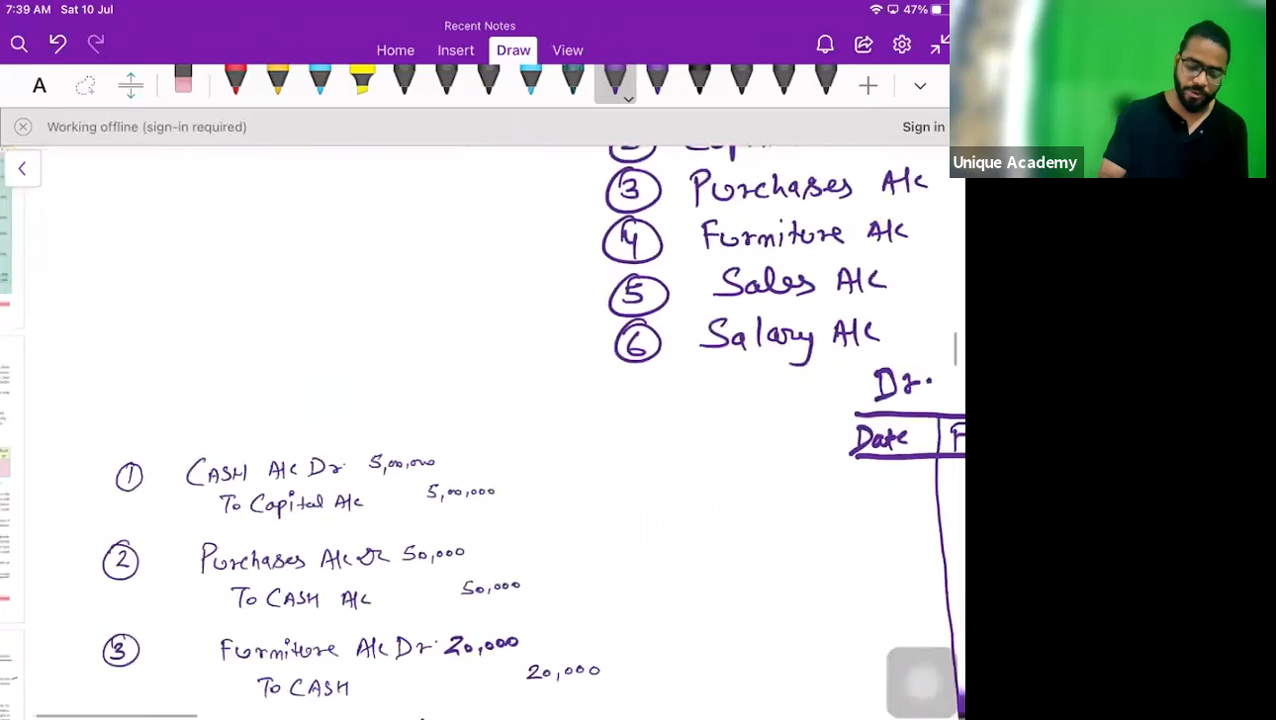 7:39 AM Sat 10 Jul
47%
Recent Notes
Home Insert Draw View
A
Working offline (sign-in required)
Sign in
Unique Academy
3 Purchases A/c
4 Furniture A/c
5 Sales A/c
6 Salary A/c
Dr.
Date
1 CASH A/c Dr. 5,00,000
To Capital A/c 5,00,000
2 Purchases A/c Dr 50,000
To CASH A/c 50,000
3 Furniture A/c Dr. 20,000
To CASH 20,000